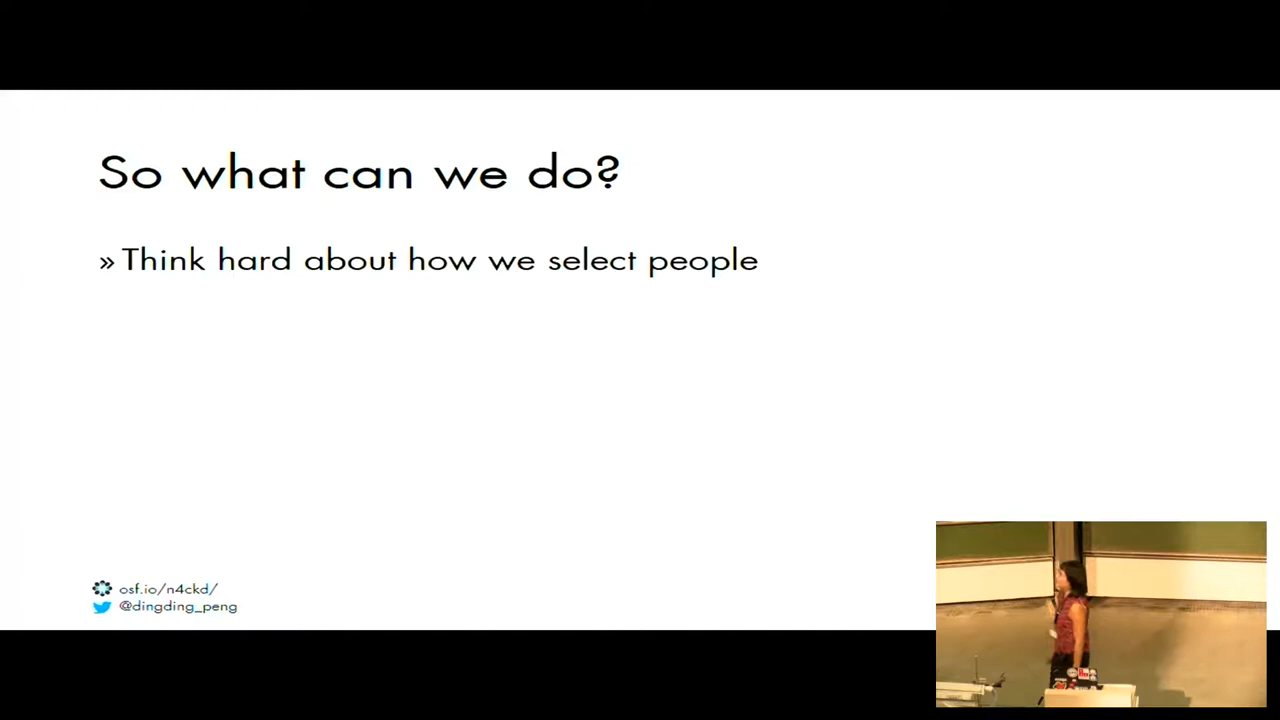 So what can we do?
» Think hard about how we select people
osf.io/n4ckd/
@dingding_peng